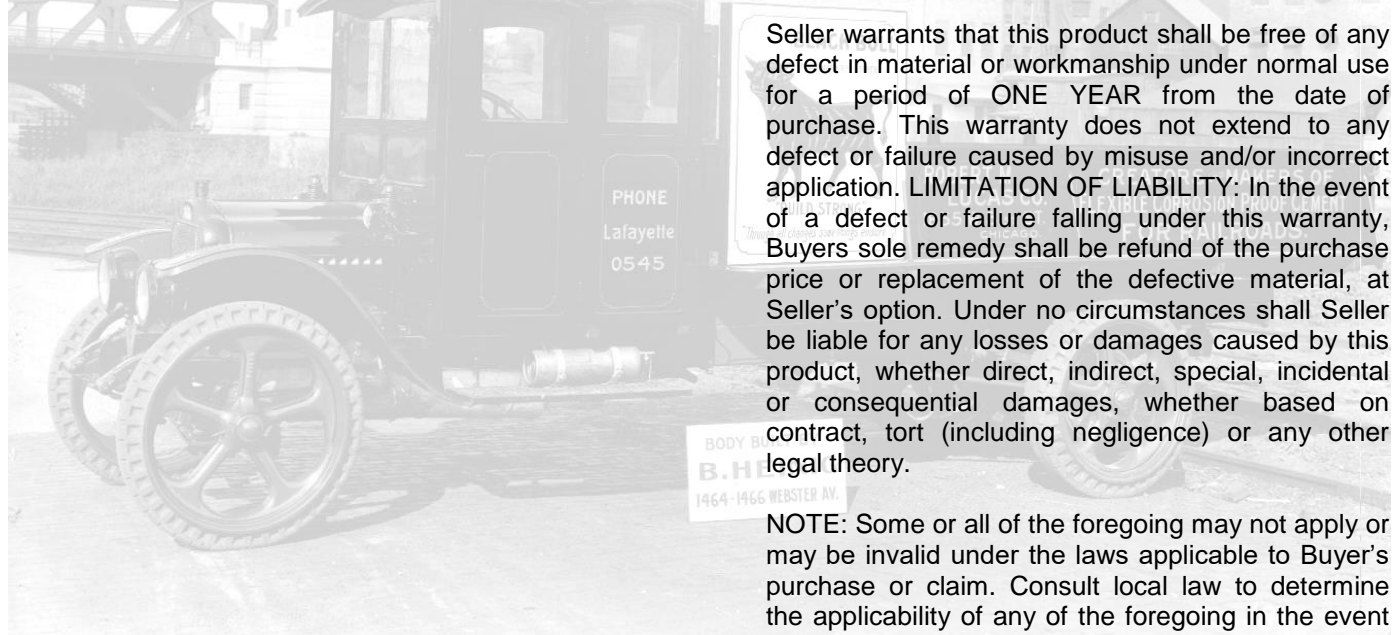 Seller warrants that this product shall be free of any
defect in material or workmanship under normal use
for a period of ONE YEAR from the date of
purchase. This warranty does not extend to any
defect or failure caused by misuse and/or incorrect
application. LIMITATION OF LIABILITY: In the event
of a defect or failure falling under this warranty,
Buyers sole remedy shall be refund of the purchase
price or replacement of the defective material, at
Seller's option. Under no circumstances shall Seller
be liable for any losses or damages caused by this
product, whether direct, indirect, special, incidental
or consequential damages, whether based on
contract, tort (including negligence) or any other
legal theory.
NOTE: Some or all of the foregoing may not apply or
may be invalid under the laws applicable to Buyer's
purchase or claim. Consult local law to determine
the applicability of any of the foregoing in the event
PHONE
Lafayette
0545
BLACK BULL
ROBERT N.
LUCAS CO.
CHICAGO.
CREATORS - MAKERS OF
FLEXIBLE CORROSION PROOF CEMENT
FOR RAILROADS.
BODY
B.
1464-1466 WEBSTER AV.